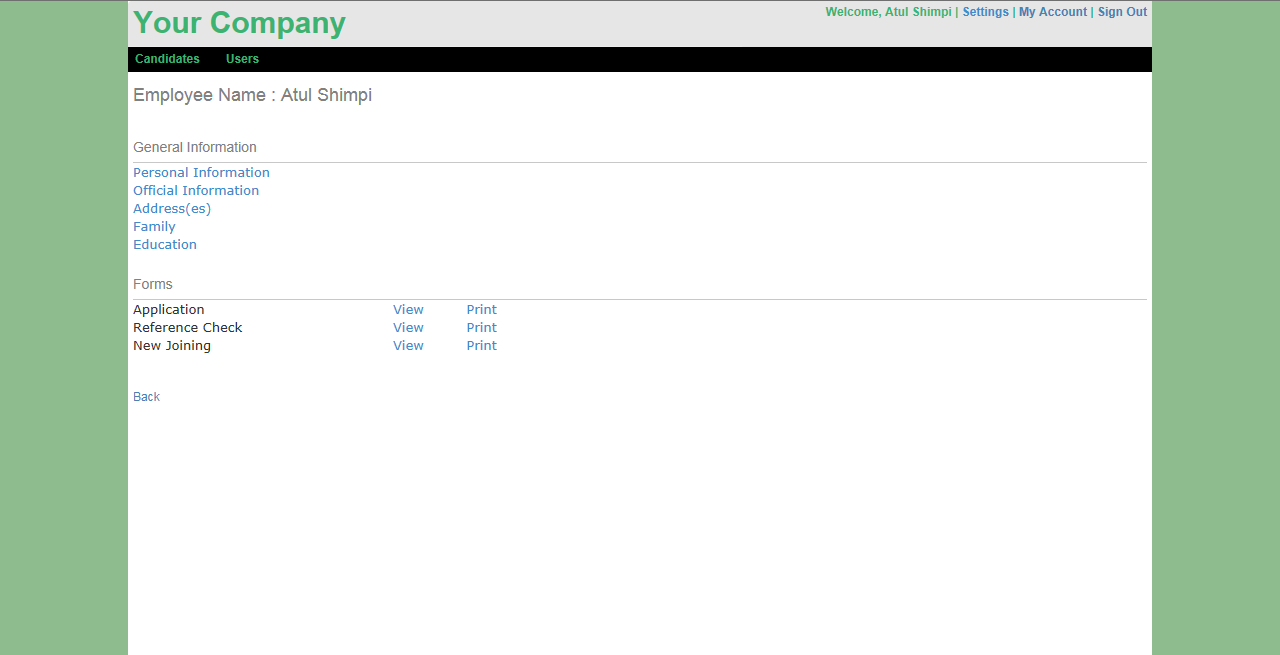 Your Company
Welcome, Atul Shimpi | Settings | My Account | Sign Out
Candidates Users
Employee Name : Atul Shimpi
General Information
Personal Information
Official Information
Address(es)
Family
Education
Forms
Application View Print
Reference Check View Print
New Joining View Print
Back